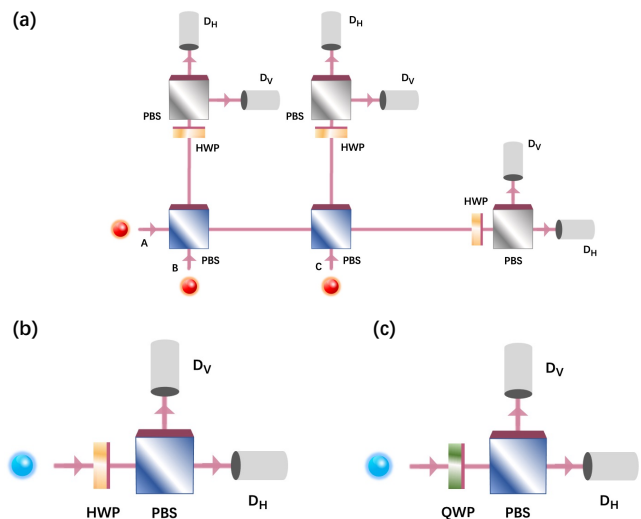 (a)
D_H
D_H
D_V
D_V
PBS
PBS
HWP
HWP
D_V
HWP
A
B
PBS
C
PBS
PBS
D_H
(b)
(c)
D_V
D_V
D_H
D_H
HWP
PBS
QWP
PBS